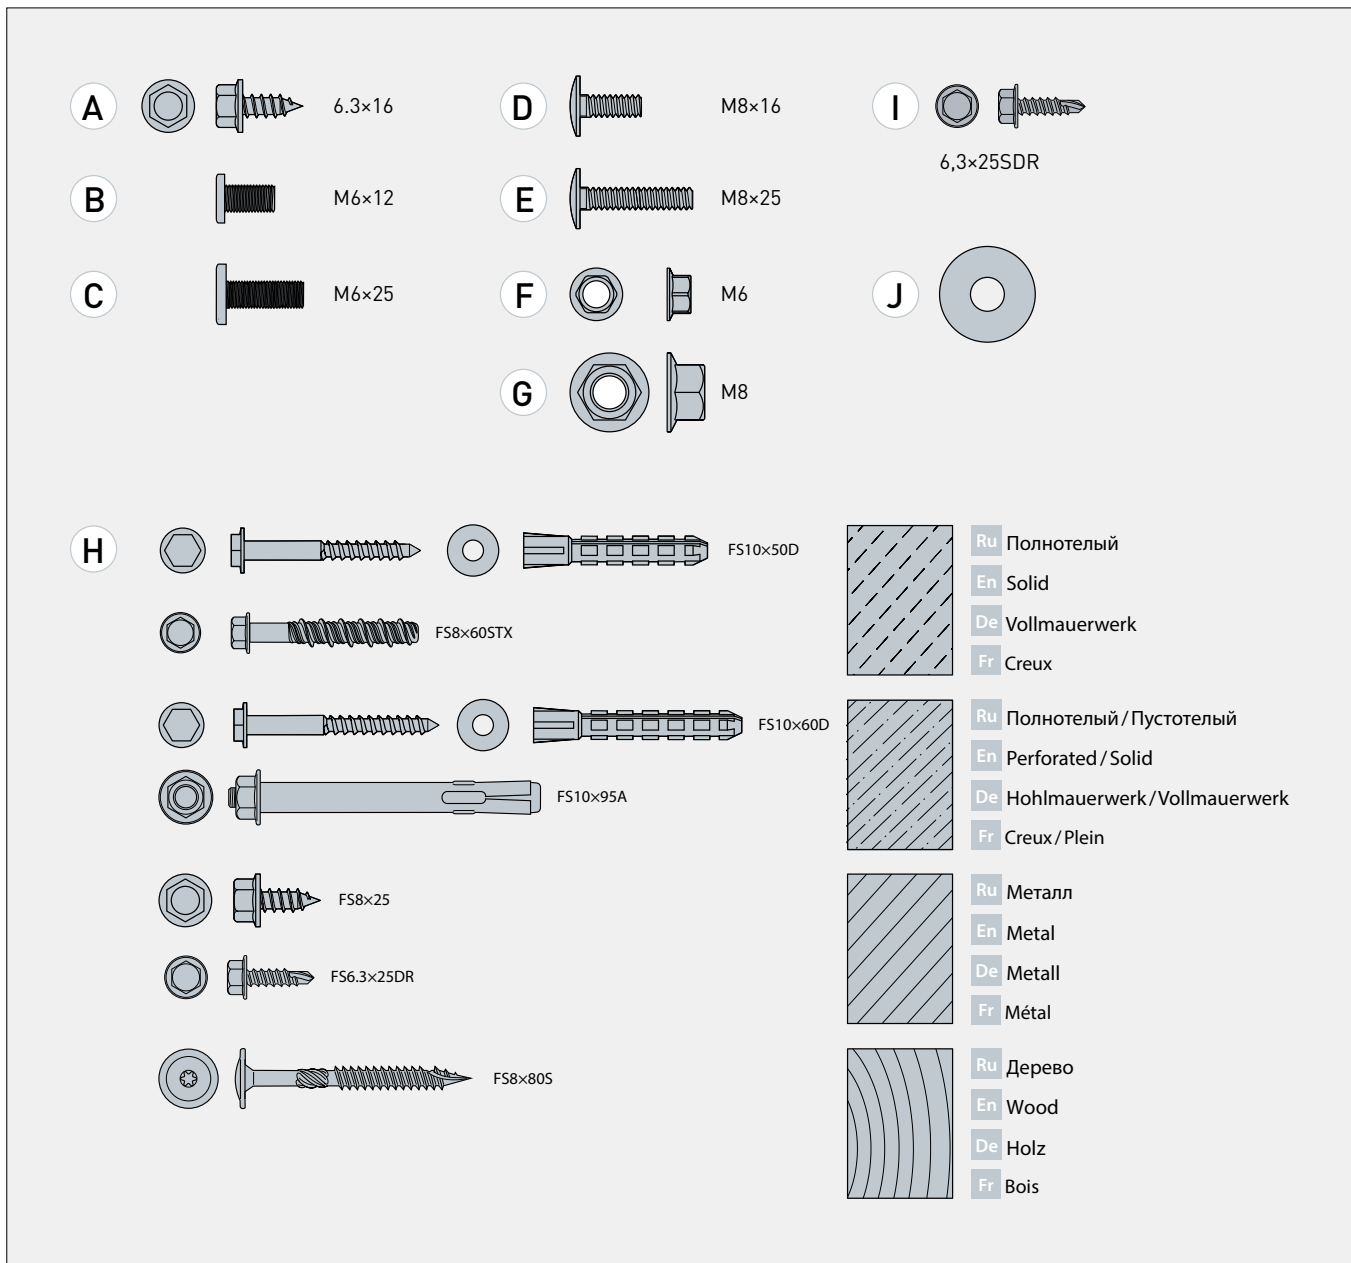 A 6.3×16
B M6×12
C M6×25
D M8×16
E M8×25
F M6
G M8
I
6,3×25SDR
J
H FS10×50D
FS8×60STX
FS10×60D
FS10×95A
FS8×25
FS6.3×25DR
FS8×80S
Ru Полнотелый
En Solid
De Vollmauerwerk
Fr Creux
Ru Полнотелый/Пустотелый
En Perforated/Solid
De Hohlmauerwerk/Vollmauerwerk
Fr Creux/Plein
Ru Металл
En Metal
De Metall
Fr Métal
Ru Дерево
En Wood
De Holz
Fr Bois